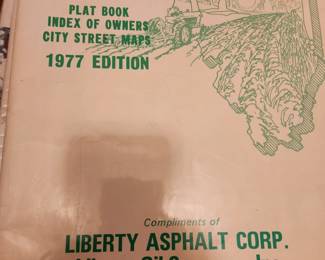 PLAT BOOK
INDEX OF OWNERS
CITY STREET MAPS
1977 EDITION
Compliments of
LIBERTY ASPHALT CORP.